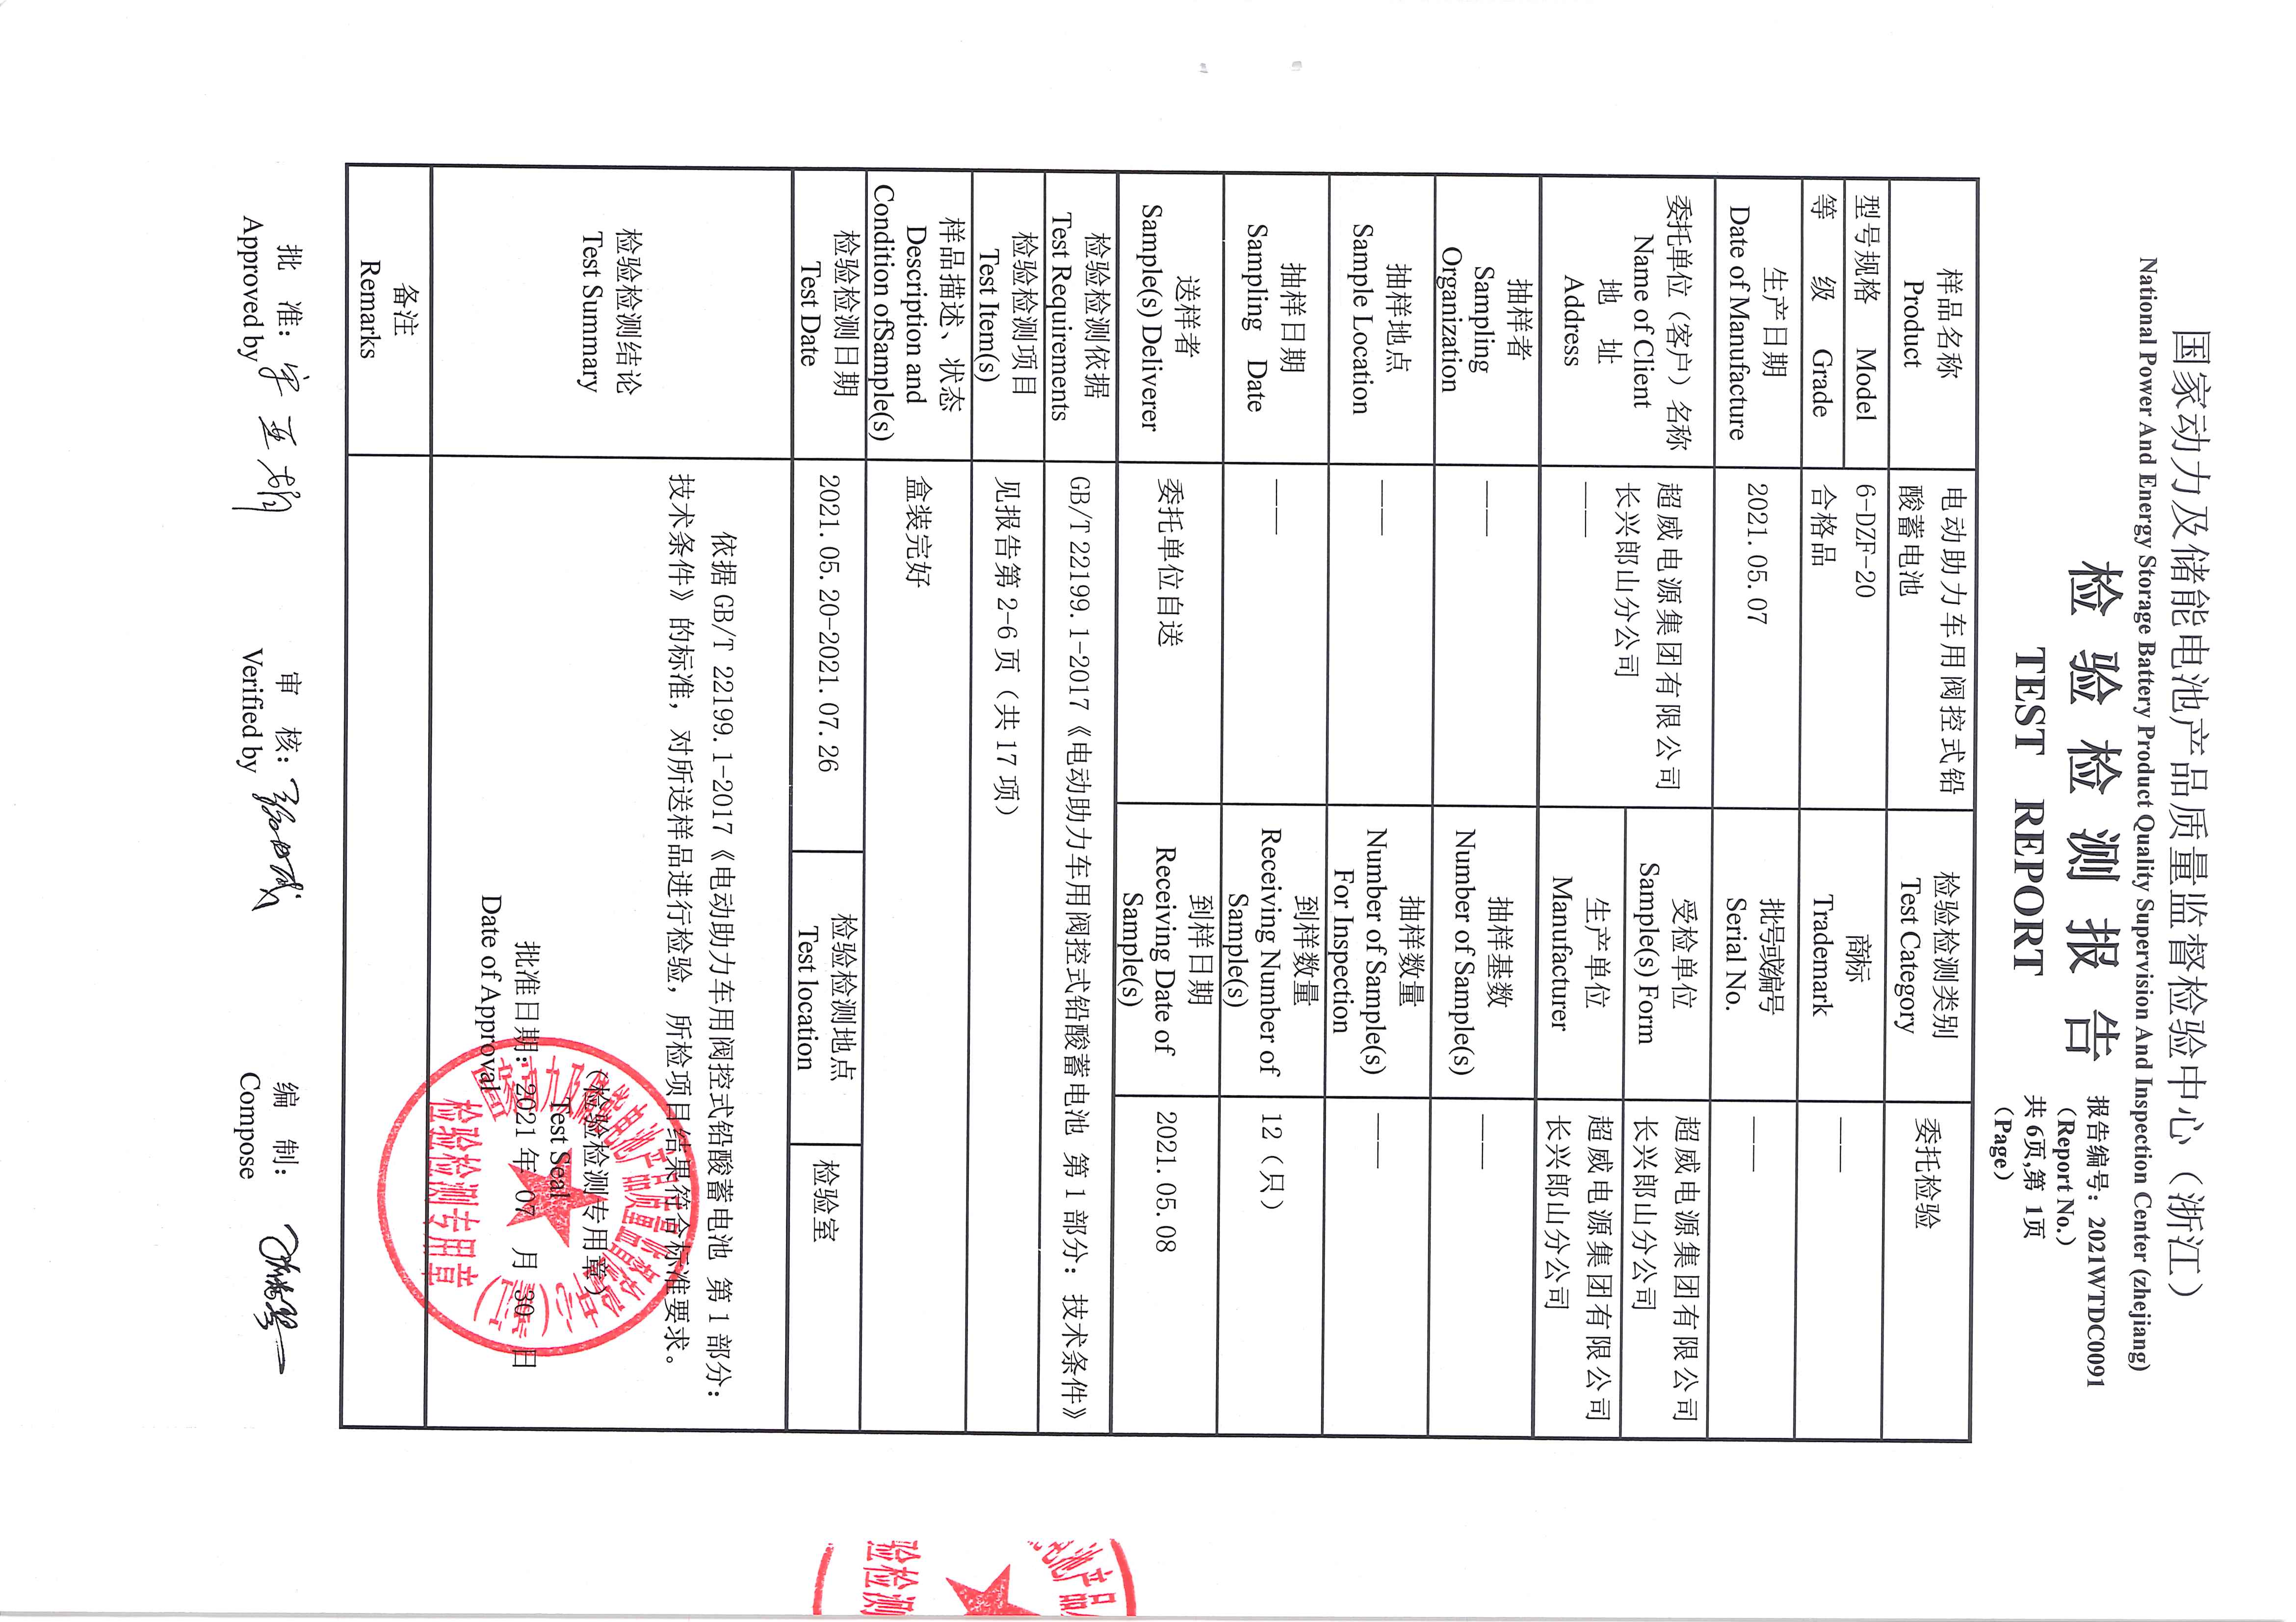 国家动力及储能电池产品质量监督检验中心（浙江）
National Power And Energy Storage Battery Product Quality Supervision And Inspection Center (zhejiang)
检验检测报告
TEST REPORT
报告编号：2021WTDC0091
（Report No.）
共 6页,第 1页
（Page）
样品名称
Product
电动助力车用阀控式铅
酸蓄电池
检验检测类别
Test Category
委托检验
型号规格 Model
6-DZF-20
等 级 Grade
合格品
商标
Trademark
——
生产日期
Date of Manufacture
2021.05.07
批号或编号
Serial No.
——
委托单位（客户）名称
Name of Client
地 址
Address
超威电源集团有限公司
长兴郎山分公司
——
受检单位
Sample(s) Form
超威电源集团有限公司
长兴郎山分公司
生产单位
Manufacturer
超威电源集团有限公司
长兴郎山分公司
抽样者
Sampling
Organization
——
抽样基数
Number of Sample(s)
——
抽样地点
Sample Location
——
抽样数量
Number of Sample(s)
For Inspection
——
抽样日期
Sampling Date
——
到样数量
Receiving Number of
Sample(s)
12（只）
送样者
Sample(s) Deliverer
委托单位自送
到样日期
Receiving Date of
Sample(s)
2021.05.08
检验检测依据
Test Requirements
GB/T 22199.1-2017《电动助力车用阀控式铅酸蓄电池 第 1 部分：技术条件》
检验检测项目
Test Item(s)
见报告第 2-6 页（共 17 项）
样品描述、状态
Description and
Condition ofSample(s)
盒装完好
检验检测日期
Test Date
2021.05.20-2021.07.26
检验检测地点
Test location
检验室
检验检测结论
Test Summary
依据 GB/T 22199.1-2017《电动助力车用阀控式铅酸蓄电池 第 1 部分：
技术条件》的标准，对所送样品进行检验，所检项目结果符合标准要求。
（检验检测专用章）
Test Seal
批准日期：2021 年 07 月 30 日
Date of Approval
国家动力及储能电池产品质量监督检验中心(浙江)
检验检测专用章
池产品
验检测
备注
Remarks
批 准：
Approved by
审 核：
Verified by
编 制：
Compose